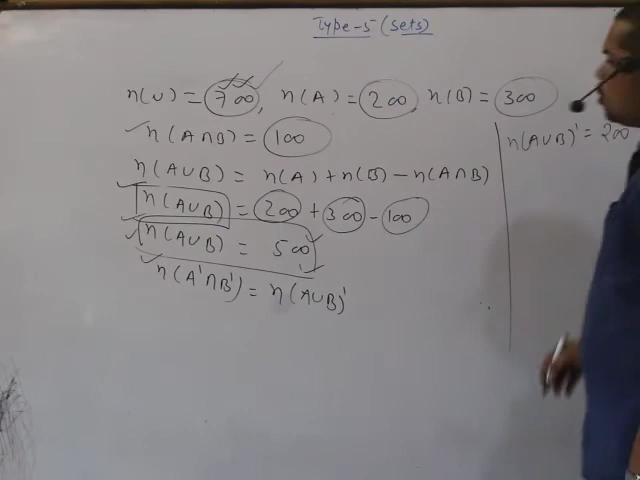 Type-5 (Sets)
n(U) = 700, n(A) = 200 n(B) = 300
n(A∩B) = 100
n(A∪B) = n(A) + n(B) - n(A∩B)
n(A∪B) = 200 + 300 - 100
n(A∪B) = 500
n(A'∩B') = n(A∪B)'
n(A∪B)' = 200